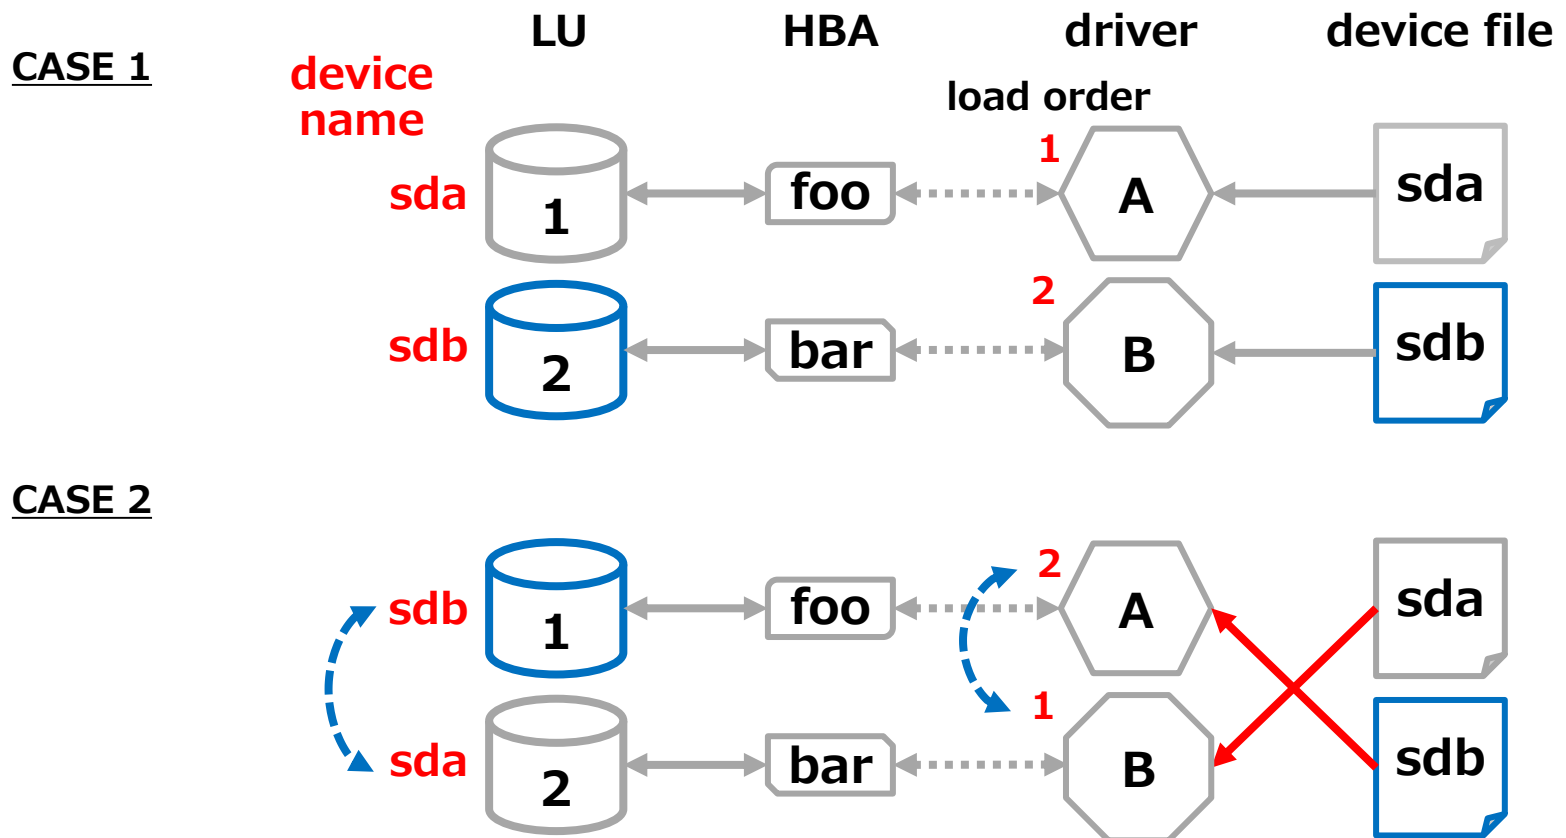 LU HBA driver device file
CASE 1
device
name
load order
1
sda 1 foo A sda
2
sdb 2 bar B sdb
CASE 2
2
sdb 1 foo A sda
1
sda 2 bar B sdb